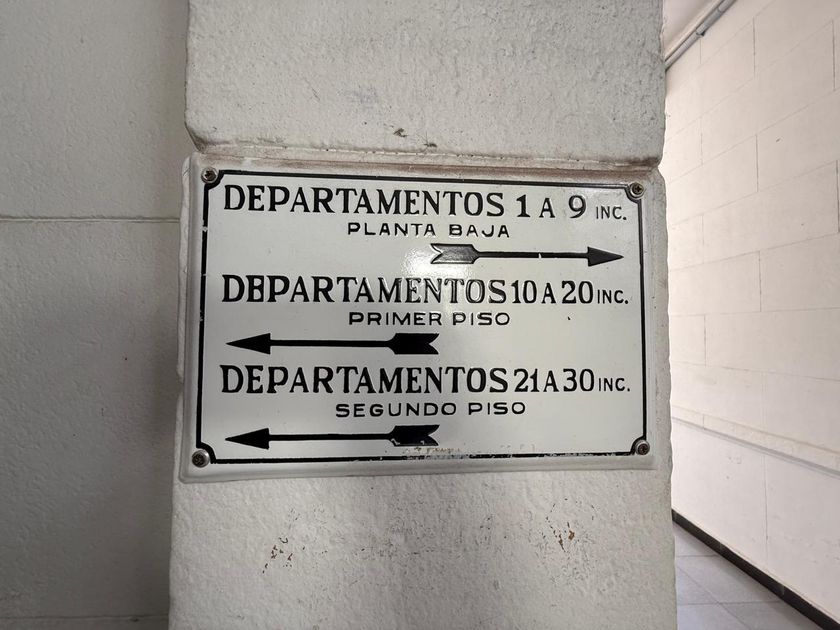 DEPARTAMENTOS 1 A 9 INC.
PLANTA BAJA
DEPARTAMENTOS 10 A 20 INC.
PRIMER PISO
DEPARTAMENTOS 21 A 30 INC.
SEGUNDO PISO